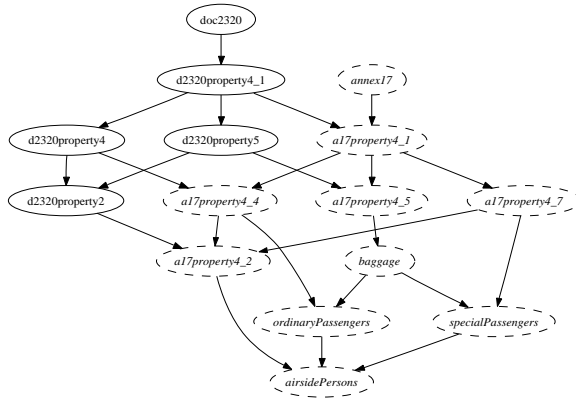 doc2320
d2320property4_1
annex17
d2320property4
d2320property5
a17property4_1
d2320property2
a17property4_4
a17property4_5
a17property4_7
a17property4_2
baggage
ordinaryPassengers
specialPassengers
airsidePersons